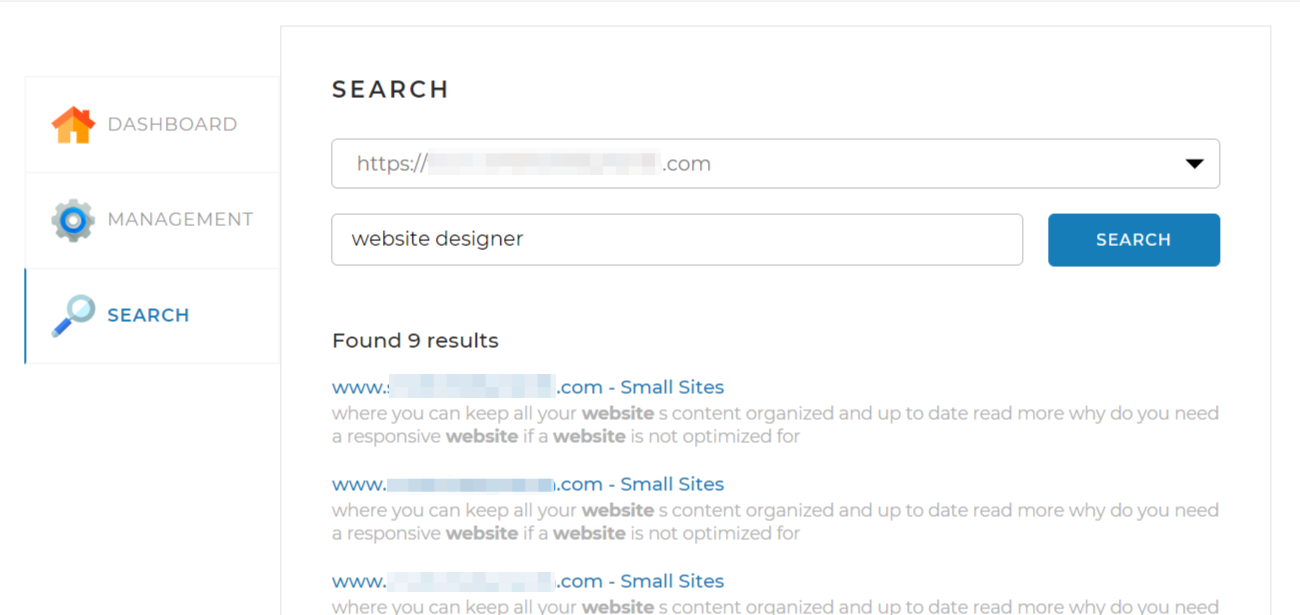 DASHBOARD
MANAGEMENT
SEARCH
SEARCH
https://
.com
website designer
SEARCH
Found 9 results
www. .com - Small Sites
where you can keep all your website s content organized and up to date read more why do you need
a responsive website if a website is not optimized for
www. .com - Small Sites
where you can keep all your website s content organized and up to date read more why do you need
a responsive website if a website is not optimized for
www. .com - Small Sites
where you can keep all your website s content organized and up to date read more why do you need